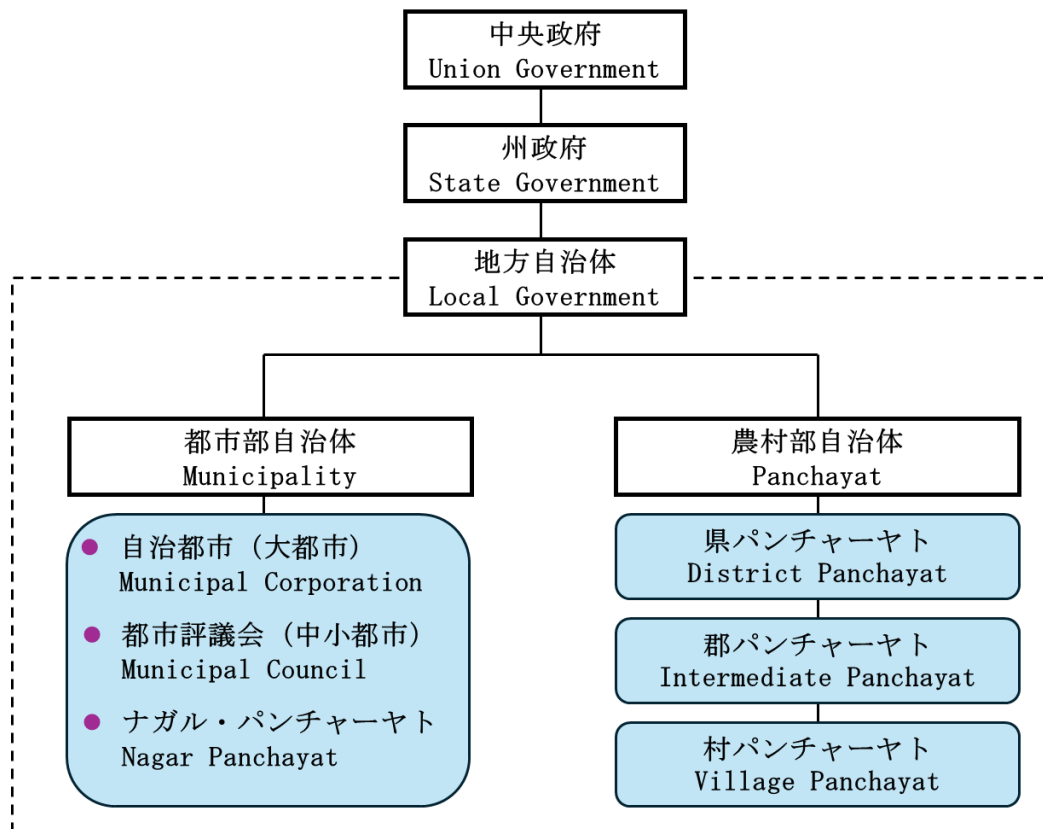 中央政府
Union Government
州政府
State Government
地方自治体
Local Government
都市部自治体
Municipality
自治都市（大都市）
Municipal Corporation
都市評議会（中小都市）
Municipal Council
ナガル・パンチャーヤト
Nagar Panchayat
農村部自治体
Panchayat
県パンチャーヤト
District Panchayat
郡パンチャーヤト
Intermediate Panchayat
村パンチャーヤト
Village Panchayat